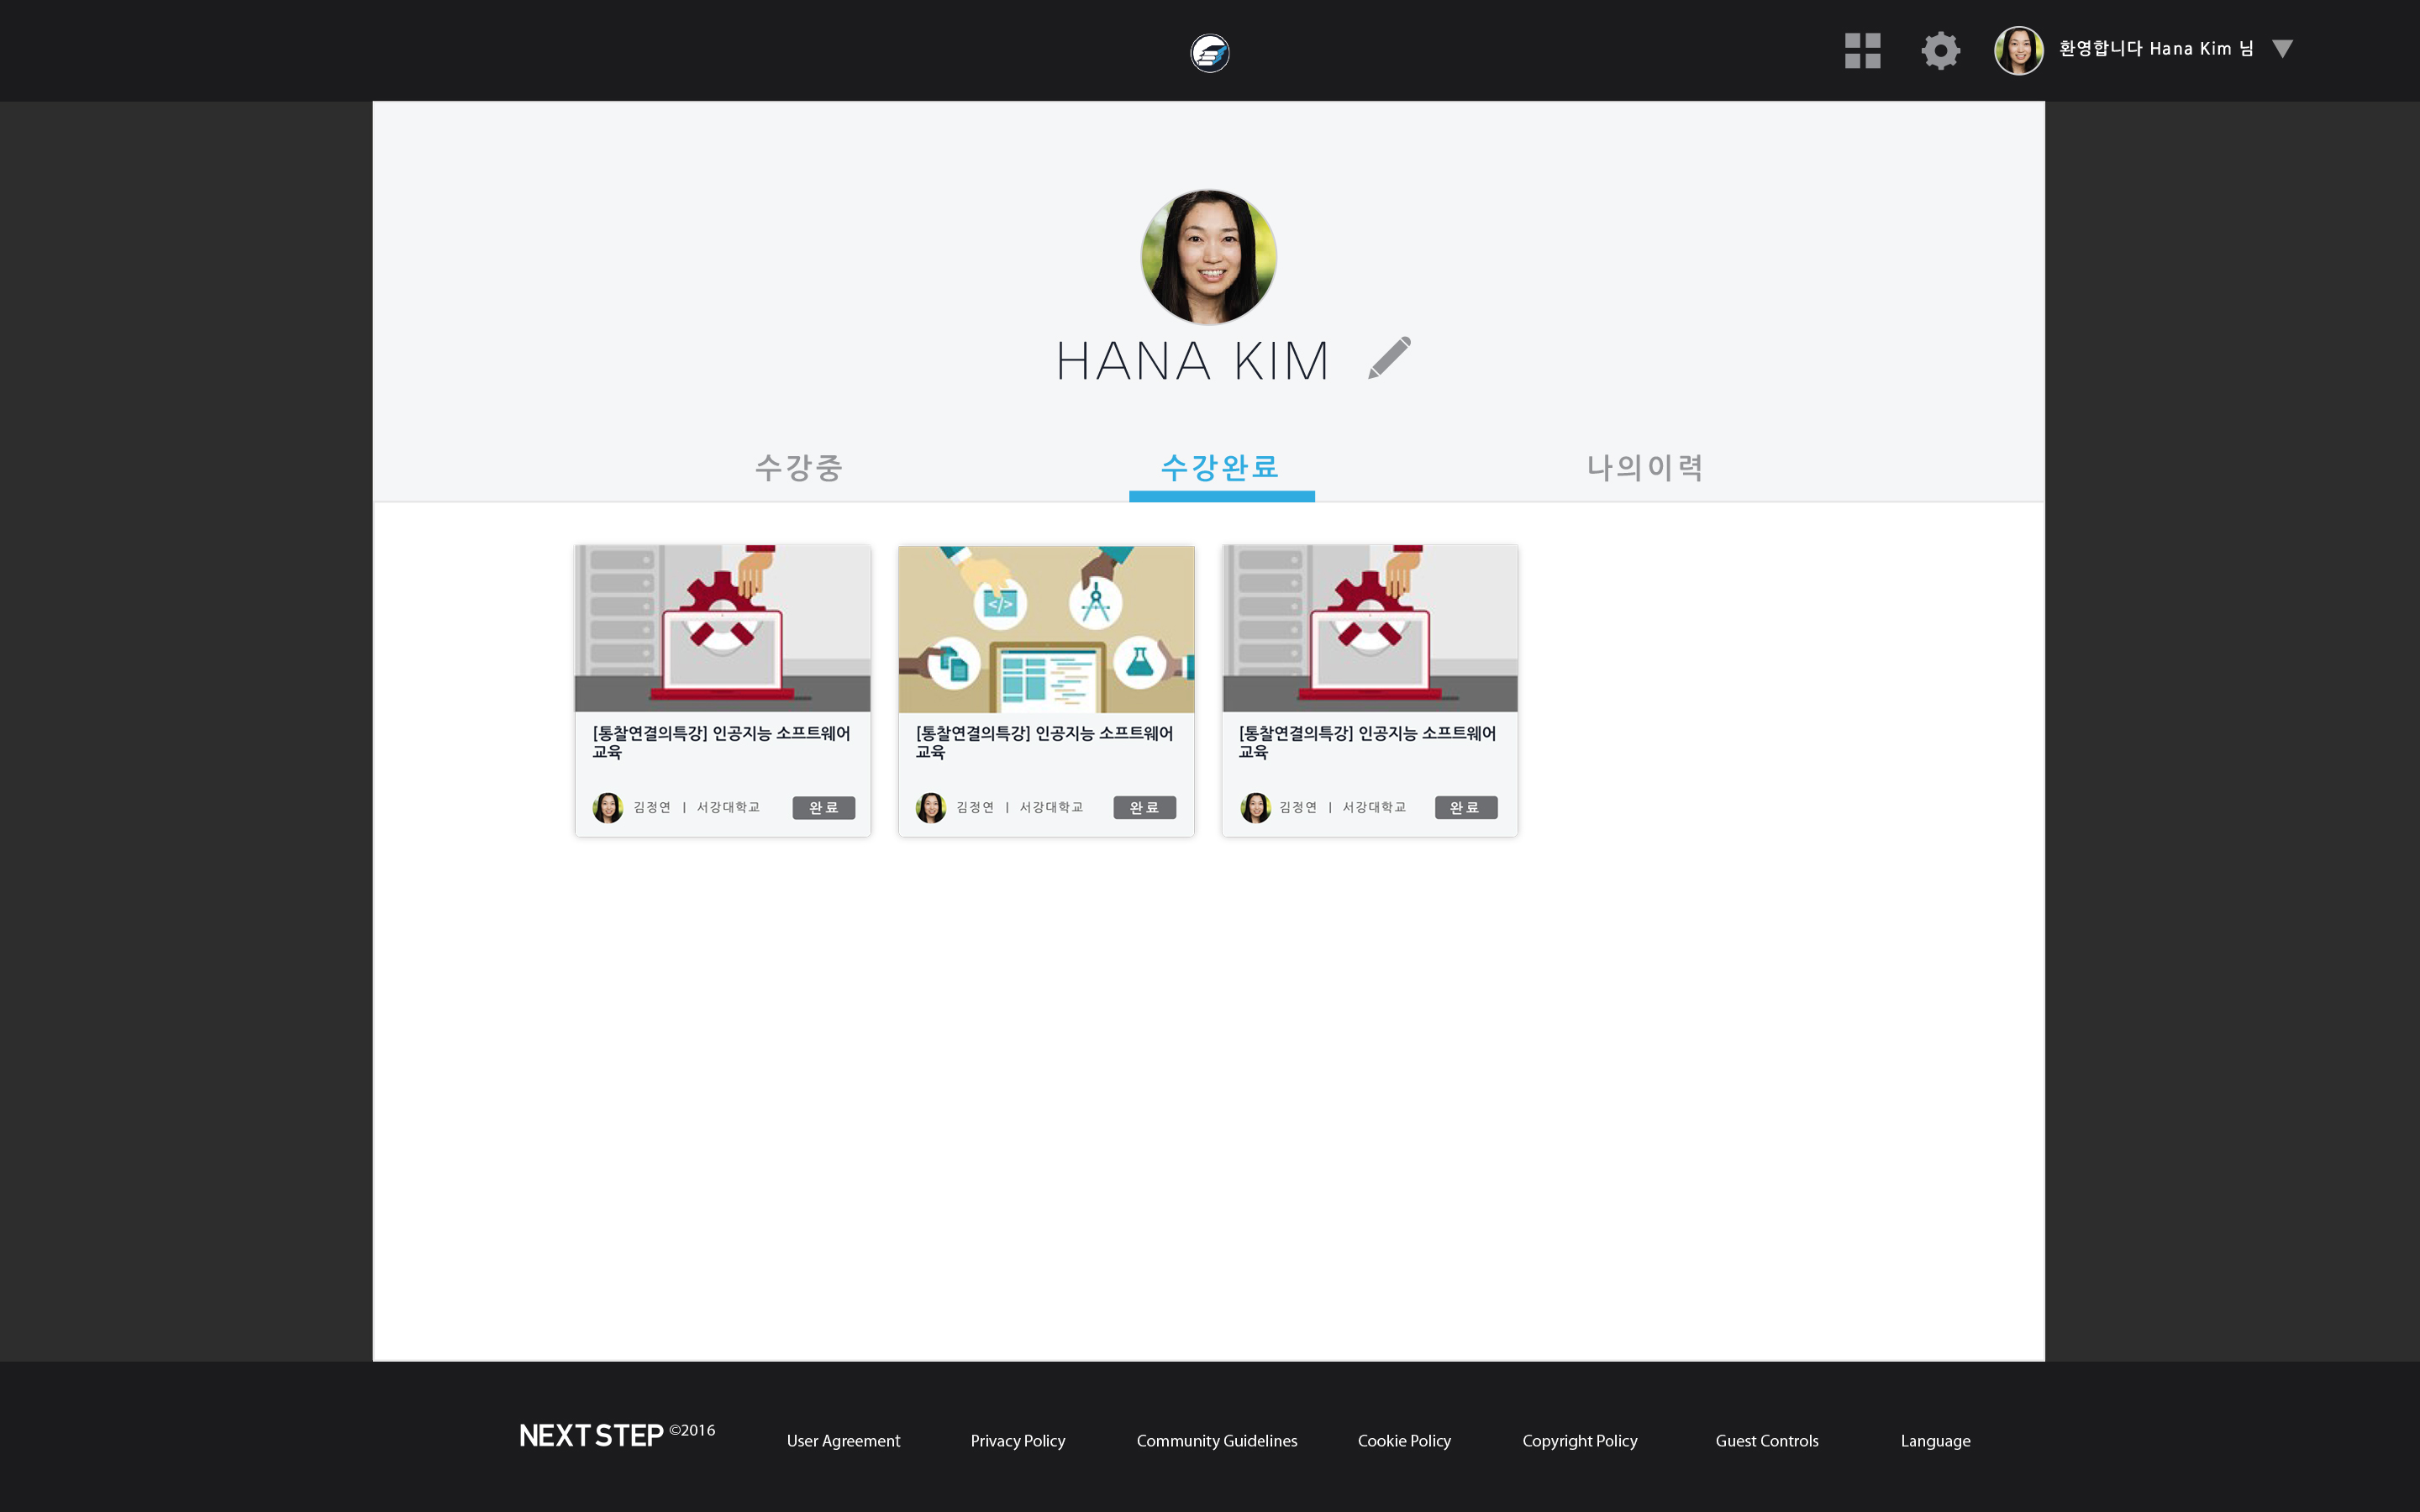 환영합니다 Hana Kim 님
HANA KIM
수강중
수강완료
나의이력
</>
[통찰연결의특강] 인공지능 소프트웨어
교육
김정연 | 서강대학교
완료
[통찰연결의특강] 인공지능 소프트웨어
교육
김정연 | 서강대학교
완료
[통찰연결의특강] 인공지능 소프트웨어
교육
김정연 | 서강대학교
완료
NEXT STEP ©2016
User Agreement
Privacy Policy
Community Guidelines
Cookie Policy
Copyright Policy
Guest Controls
Language